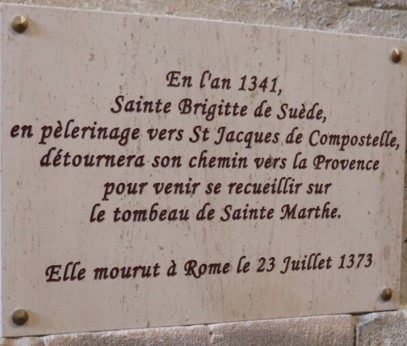 En l'an 1341,
Sainte Brigitte de Suède,
en pèlerinage vers St Jacques de Compostelle,
détournera son chemin vers la Provence
pour venir se recueillir sur
le tombeau de Sainte Marthe.
Elle mourut à Rome le 23 Juillet 1373